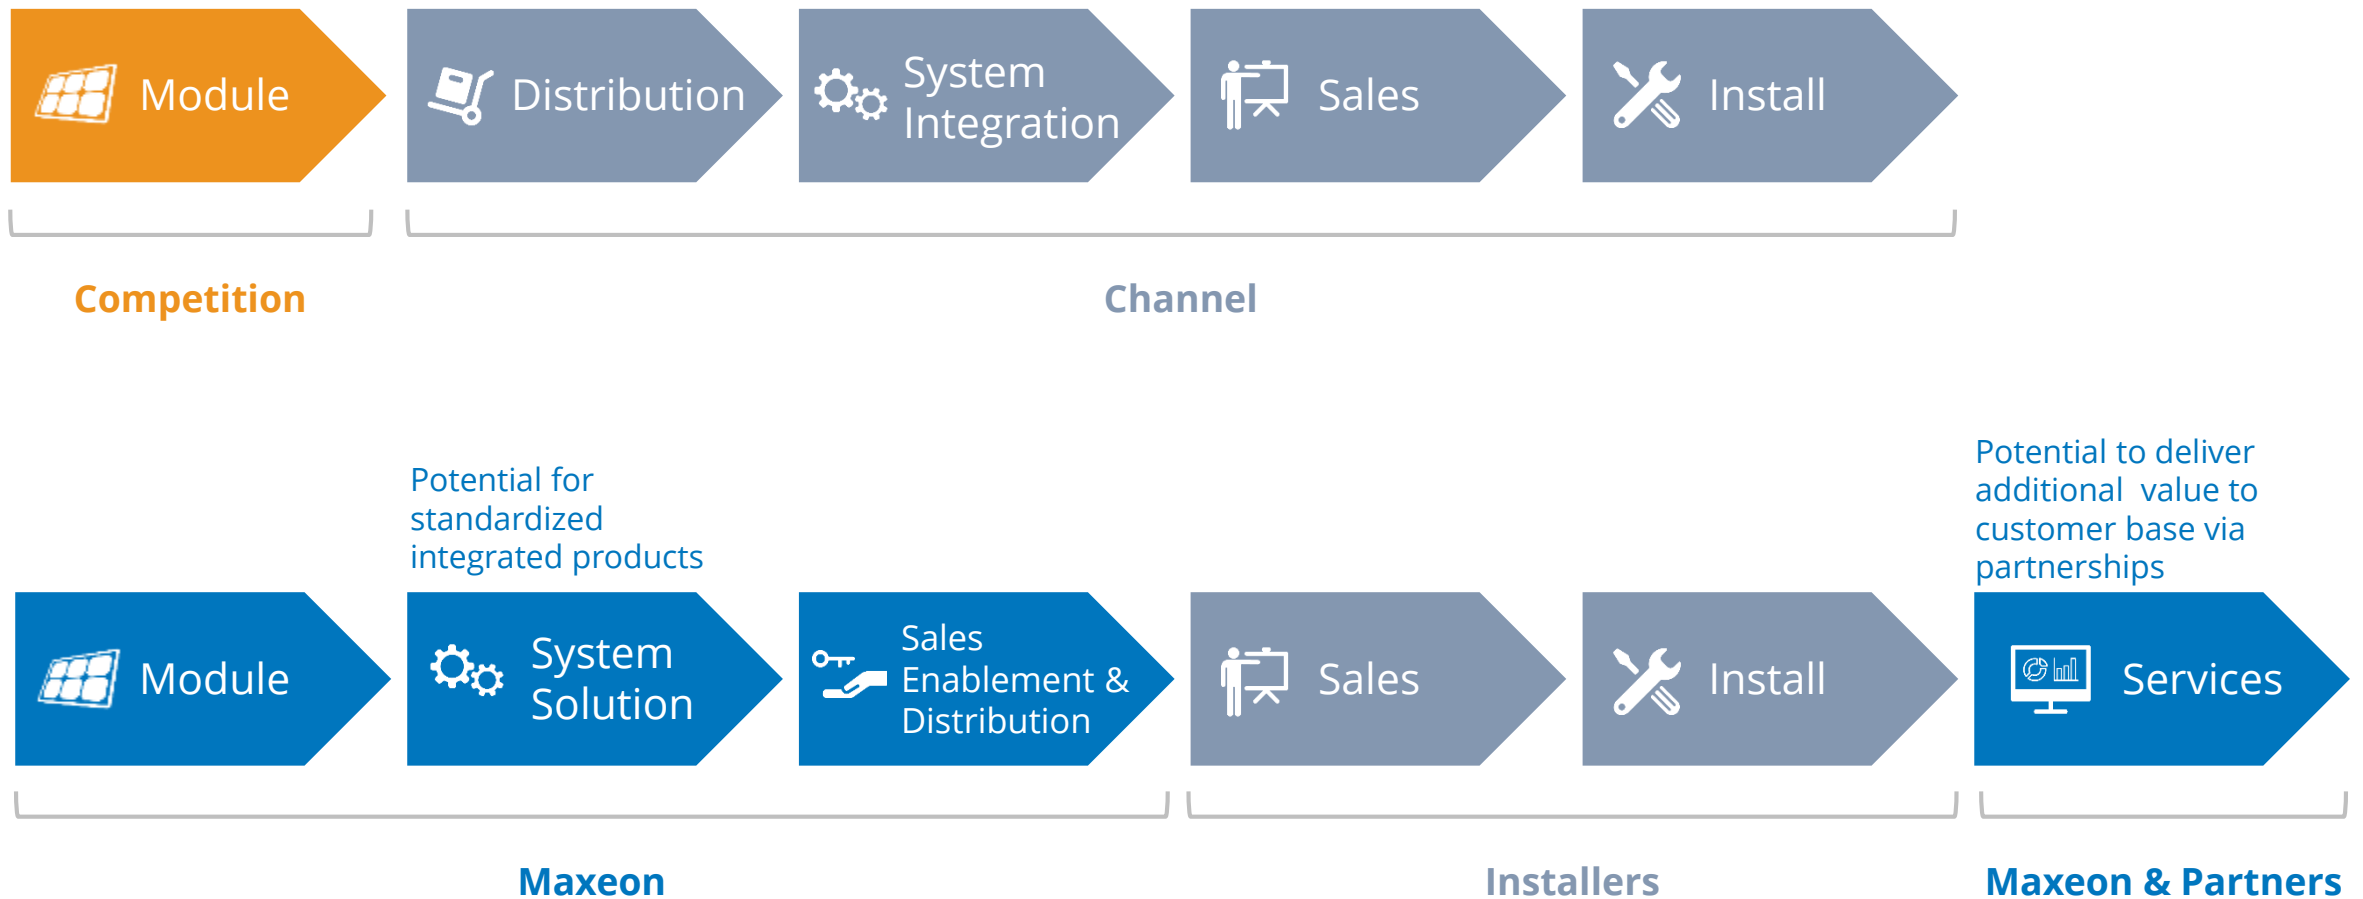 Module
Distribution
System
Integration
Sales
Install
Competition
Channel
Potential for
standardized
integrated products
Potential to deliver
additional value to
customer base via
partnerships
Module
System
Solution
Sales
Enablement &
Distribution
Sales
Install
Services
Maxeon
Installers
Maxeon & Partners